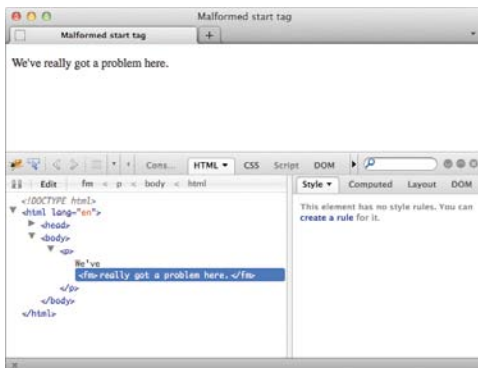 Malformed start tag
Malformed start tag
We've really got a problem here.
Cons... HTML CSS Script DOM
Edit fm < p < body < html
Style Computed Layout DOM
<!DOCTYPE html>
<html lang="en">
<head>
<body>
<p>
We've
<fm>really got a problem here.</fm>
</p>
</body>
</html>
This element has no style rules. You can
create a rule for it.